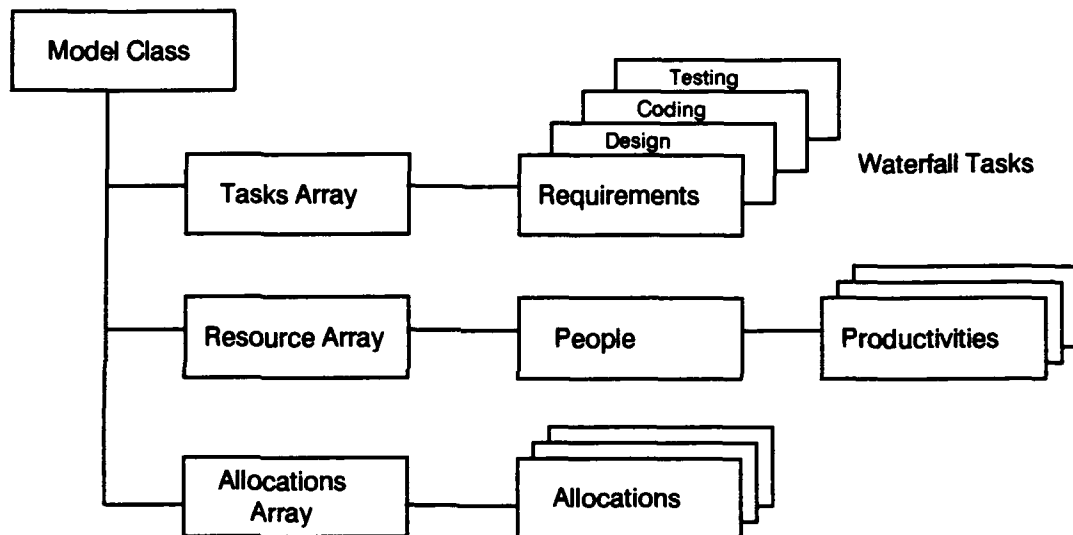 Model Class
Testing
Coding
Design
Requirements
Waterfall Tasks
Tasks Array
Resource Array
People
Productivities
Allocations
Array
Allocations